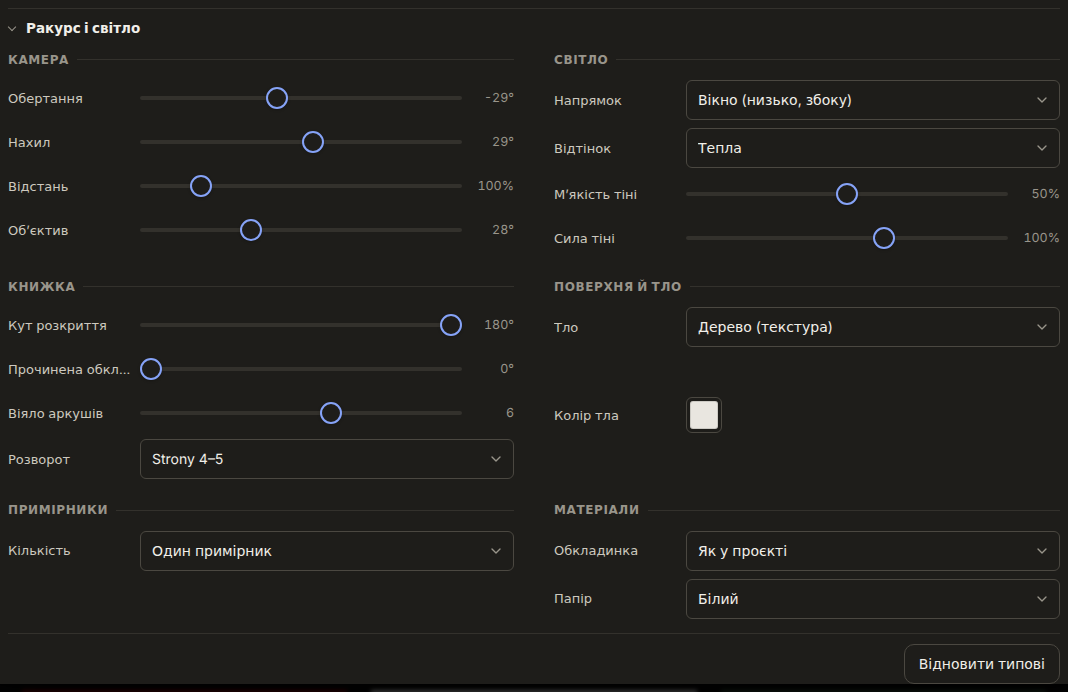 Ракурс і світло
КАМЕРА
Обертання -29°
Нахил 29°
Відстань 100%
Об'єктив 28°
КНИЖКА
Кут розкриття 180°
Прочинена обкл... 0°
Віяло аркушів 6
Розворот Strony 4–5
ПРИМІРНИКИ
Кількість Один примірник
СВІТЛО
Напрямок Вікно (низько, збоку)
Відтінок Тепла
М'якість тіні 50%
Сила тіні 100%
ПОВЕРХНЯ Й ТЛО
Тло Дерево (текстура)
Колір тла
МАТЕРІАЛИ
Обкладинка Як у проєкті
Папір Білий
Відновити типові